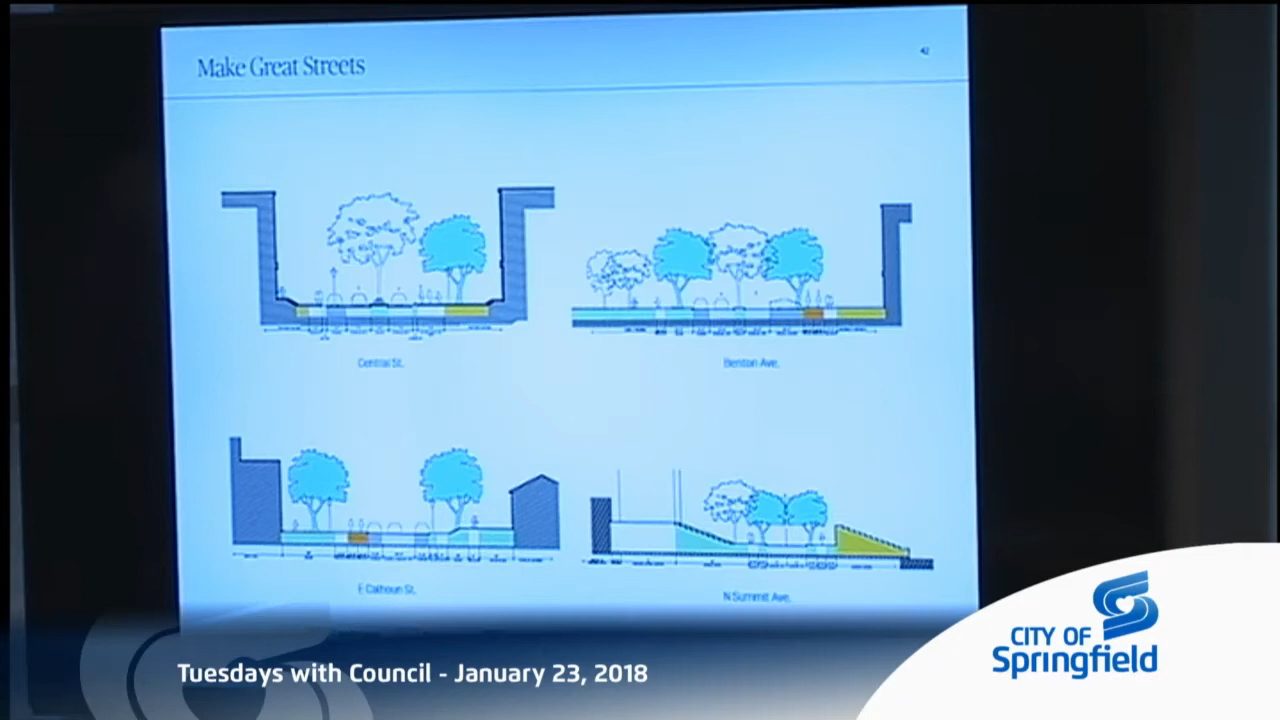 Make Great Streets
42
Central St.
Benton Ave.
E Calhoun St.
N Summit Ave.
CITY OF
Springfield
Tuesdays with Council - January 23, 2018